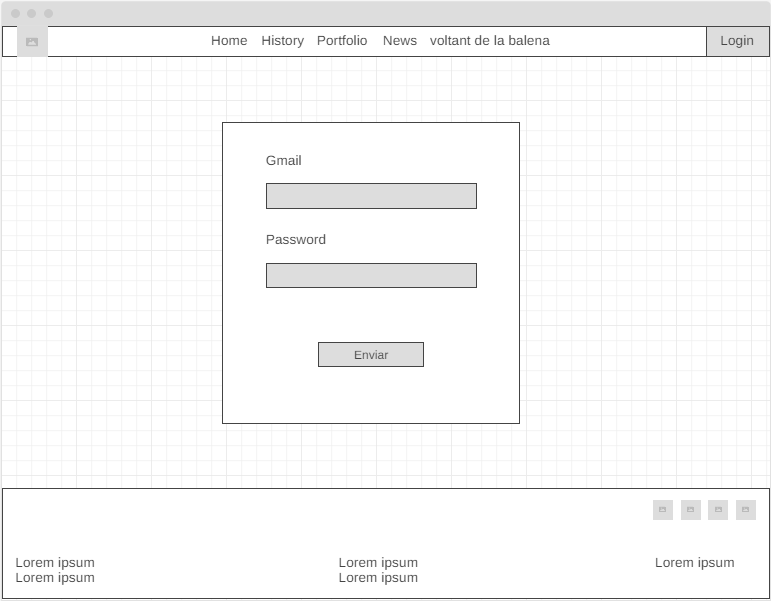 Home History Portfolio News voltant de la balena Login
Gmail
Password
Enviar
Lorem ipsum Lorem ipsum Lorem ipsum
Lorem ipsum Lorem ipsum